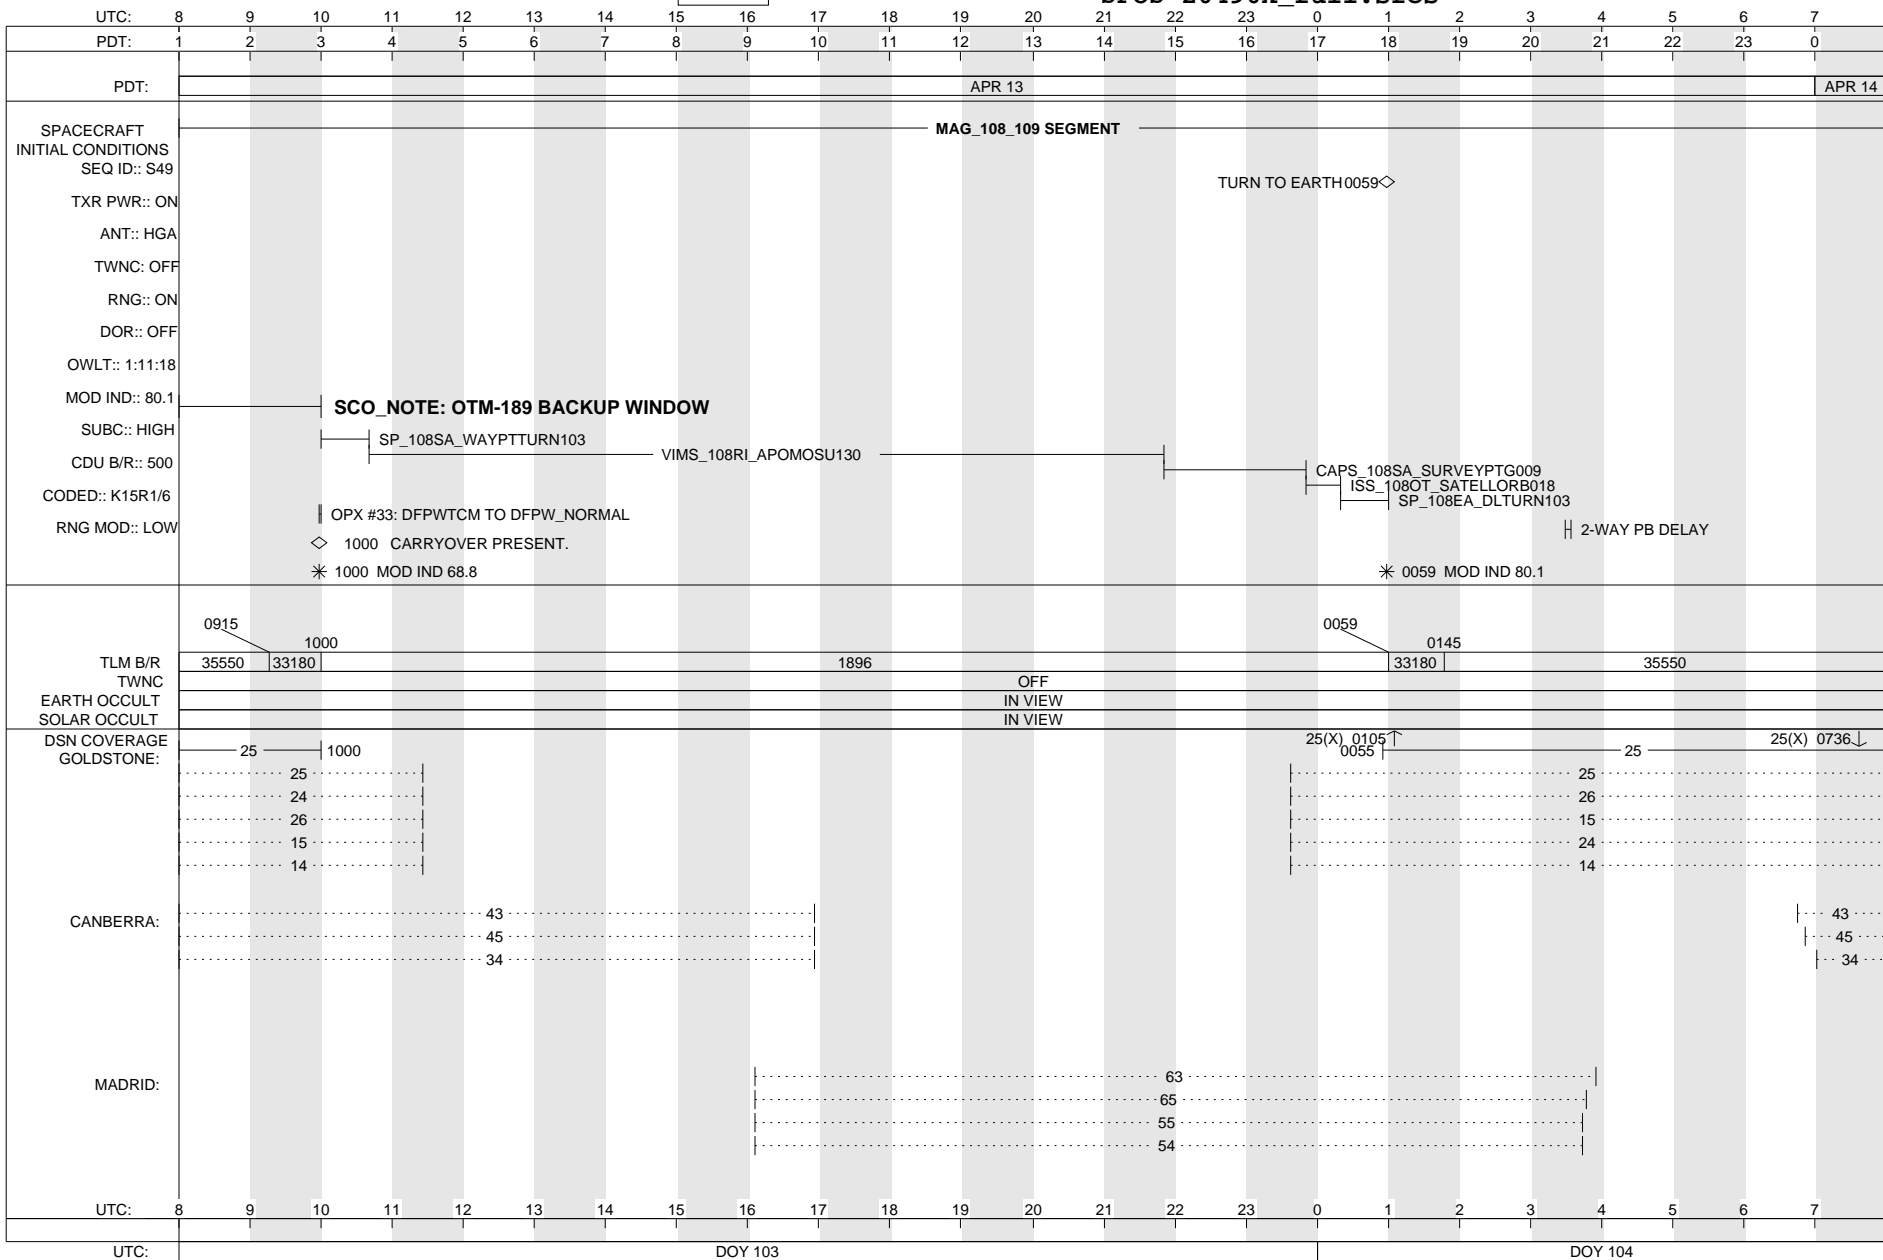 UTC: 8 9 10 11 12 13 14 15 16 17 18 19 20 21 22 23 0 1 2 3 4 5 6 7
PDT: 1 2 3 4 5 6 7 8 9 10 11 12 13 14 15 16 17 18 19 20 21 22 23 0
PDT: APR 13 APR 14
SPACECRAFT
INITIAL CONDITIONS
MAG_108_109 SEGMENT
SEQ ID:: S49
TURN TO EARTH 0059
TXR PWR:: ON
ANT:: HGA
TWNC: OFF
RNG:: ON
DOR:: OFF
OWLT:: 1:11:18
MOD IND:: 80.1
SCO_NOTE: OTM-189 BACKUP WINDOW
SUBC:: HIGH
SP_108SA_WAYPTTURN103
VIMS_108RI_APOMOSU130
CDU B/R:: 500
CAPS_108SA_SURVEYPTG009
ISS_108OT_SATELLORB018
CODED:: K15R1/6
SP_108EA_DLTURN103
OPX #33: DFPWTCM TO DFPW_NORMAL
RNG MOD:: LOW
2-WAY PB DELAY
1000 CARRYOVER PRESENT.
1000 MOD IND 68.8
0059 MOD IND 80.1
0915 1000 0059 0145
TLM B/R 35550 33180 1896 33180 35550
TWNC OFF
EARTH OCCULT IN VIEW
SOLAR OCCULT IN VIEW
DSN COVERAGE
25(X) 0105 25(X) 0736
GOLDSTONE: 25 1000 0055 25
25 25
24 26
26 15
15 24
14 14
CANBERRA: 43 43
45 45
34 34
MADRID: 63
65
55
54
UTC: 8 9 10 11 12 13 14 15 16 17 18 19 20 21 22 23 0 1 2 3 4 5 6 7
UTC: DOY 103 DOY 104